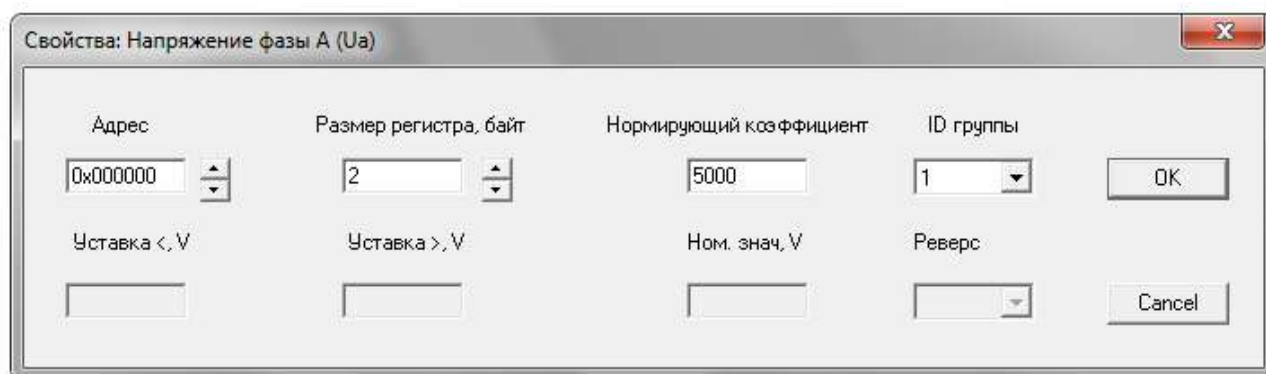 Свойства: Напряжение фазы А (Ua)
Адрес Размер регистра, байт Нормирующий коэффициент ID группы
0x000000 2 5000 1 OK
Уставка <, V Уставка >, V Ном. знач, V Реверс
Cancel